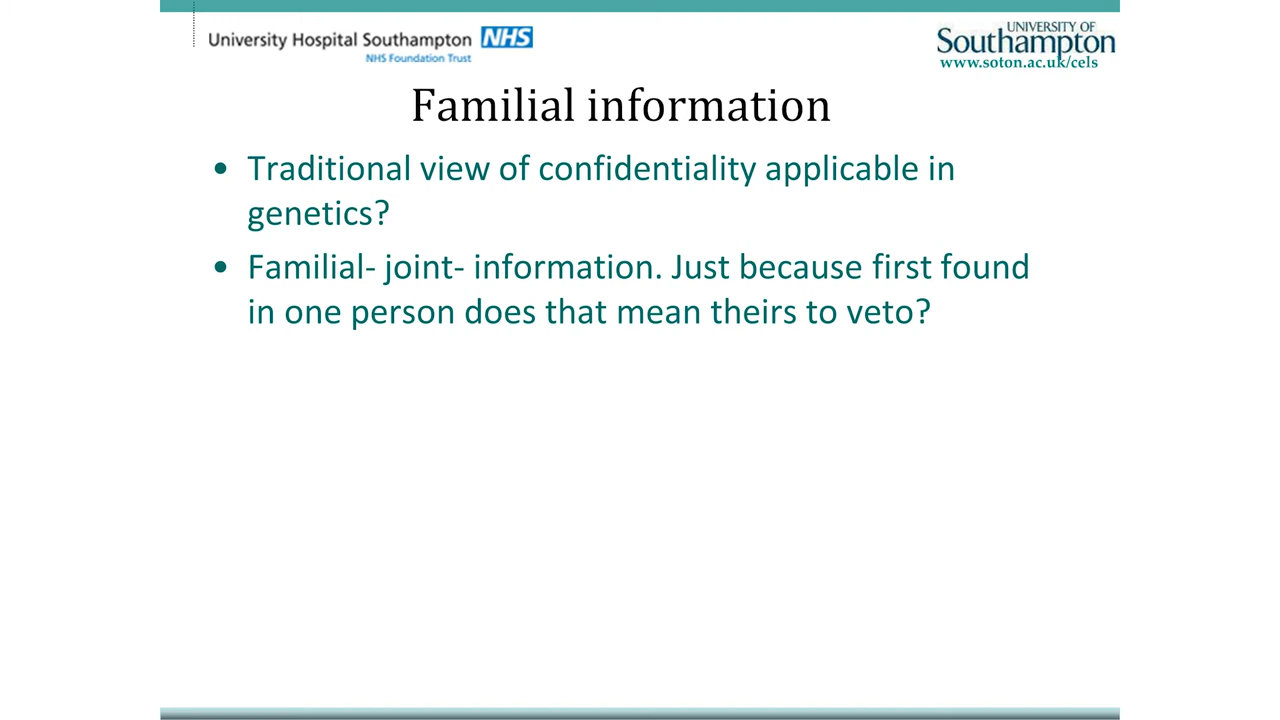 University Hospital Southampton NHS
NHS Foundation Trust
UNIVERSITY OF
Southampton
www.soton.ac.uk/cels
Familial information
• Traditional view of confidentiality applicable in
genetics?
• Familial- joint- information. Just because first found
in one person does that mean theirs to veto?